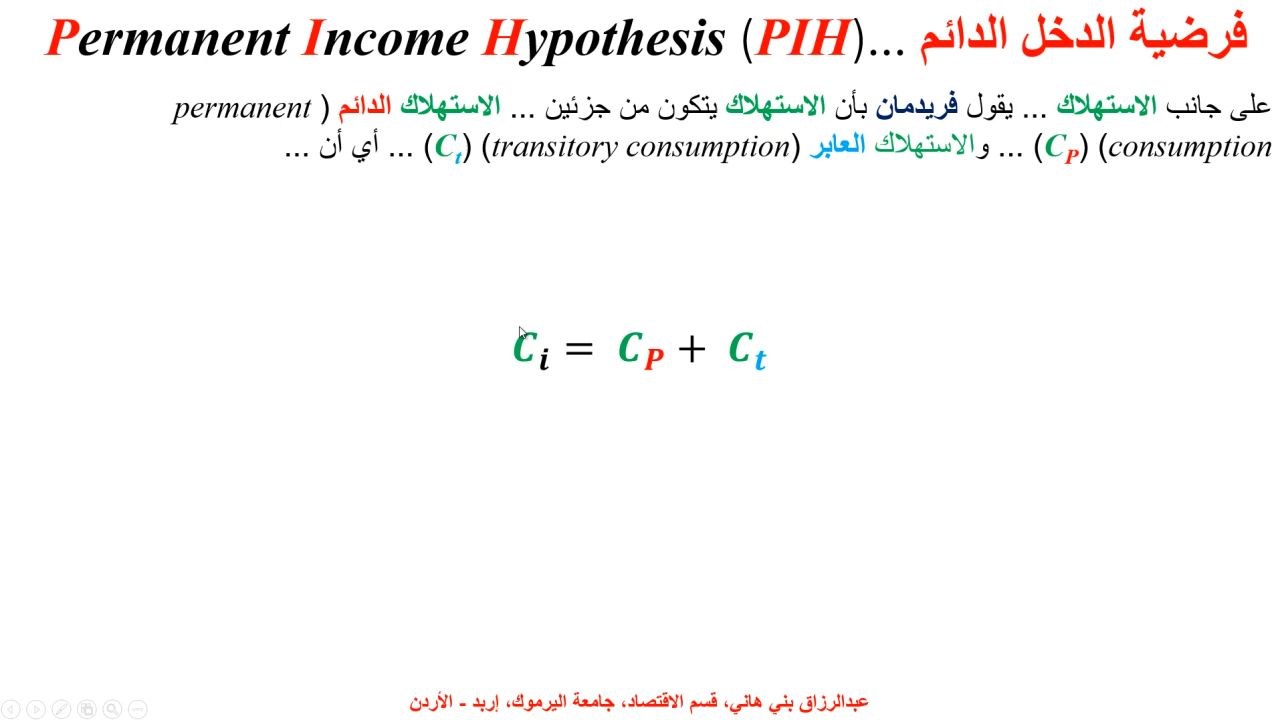 فرضية الدخل الدائم ...Permanent Income Hypothesis (PIH)
على جانب الاستهلاك ... يقول فريدمان بأن الاستهلاك يتكون من جزئين ... الاستهلاك الدائم (permanent
consumption) (CP) ... والاستهلاك العابر (transitory consumption) (Ct) ... أي أن ...
Ci = CP + Ct
عبدالرزاق بني هاني، قسم الاقتصاد، جامعة اليرموك، إربد - الأردن